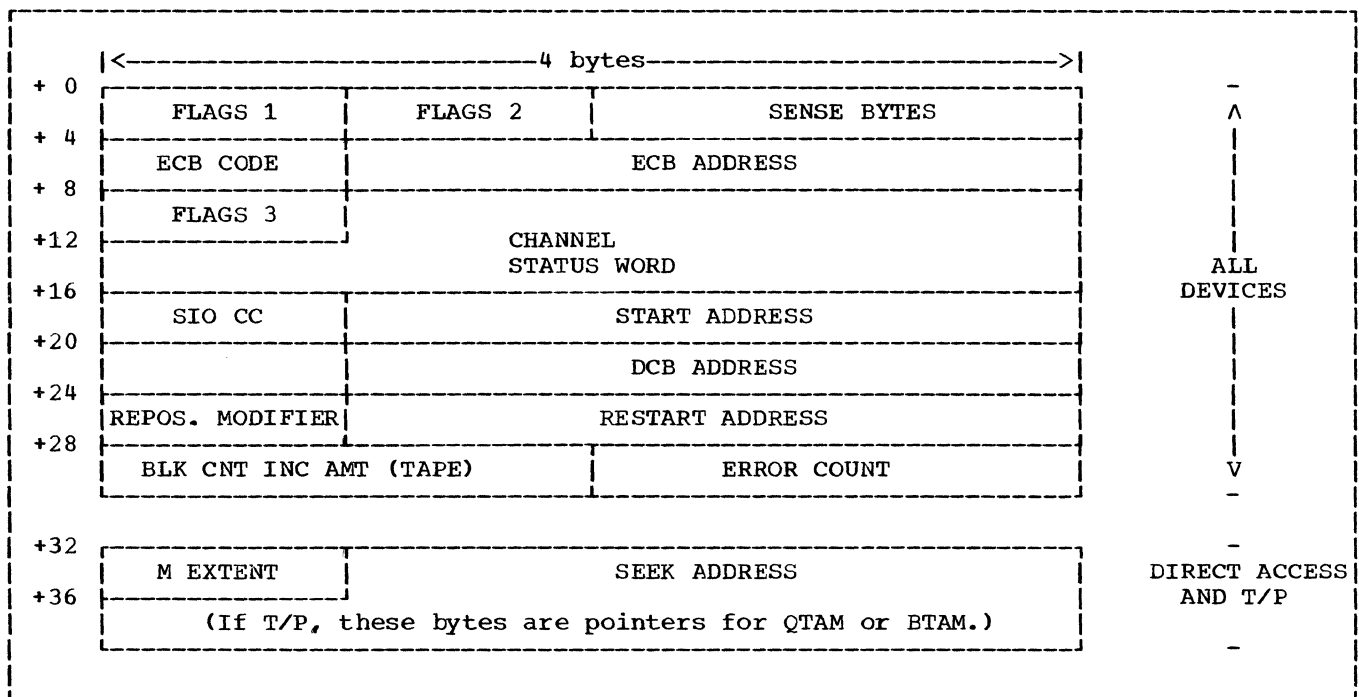 4 bytes
+ 0
FLAGS 1 FLAGS 2 SENSE BYTES
+ 4
ECB CODE ECB ADDRESS
+ 8
FLAGS 3
+12 CHANNEL
STATUS WORD ALL
+16 DEVICES
SIO CC START ADDRESS
+20
DCB ADDRESS
+24
REPOS. MODIFIER RESTART ADDRESS
+28
BLK CNT INC AMT (TAPE) ERROR COUNT
+32
M EXTENT SEEK ADDRESS DIRECT ACCESS
+36 AND T/P
(If T/P, these bytes are pointers for QTAM or BTAM.)